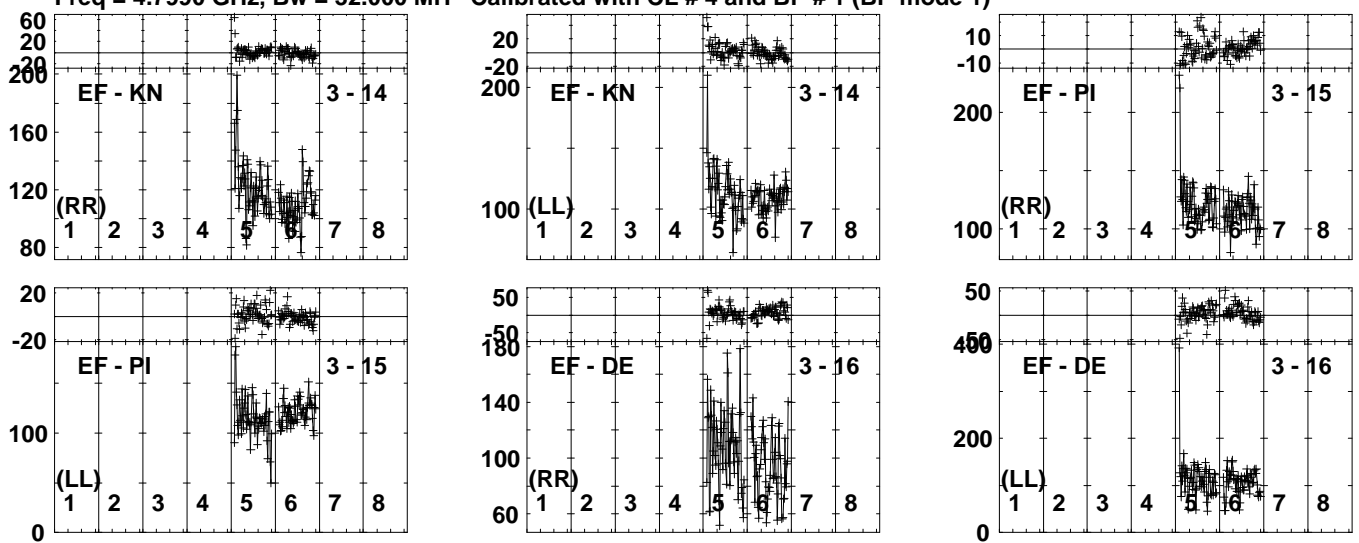 Freq = GHz, Bw = MH Calibrated with CL # 4 and BP # 1 (BP mode 1)
60
20
20
200
160
120
80
EF - KN
3 - 14
(RR)
1 2 3 4 5 6 7 8
20
-20
200
100
EF - KN
3 - 14
(LL)
1 2 3 4 5 6 7 8
10
-10
200
100
EF - PI
3 - 15
(RR)
1 2 3 4 5 6 7 8
20
-20
100
0
EF - PI
3 - 15
(LL)
1 2 3 4 5 6 7 8
50
-50
180
140
100
60
EF - DE
3 - 16
(RR)
1 2 3 4 5 6 7 8
50
-50
400
200
0
EF - DE
3 - 16
(LL)
1 2 3 4 5 6 7 8